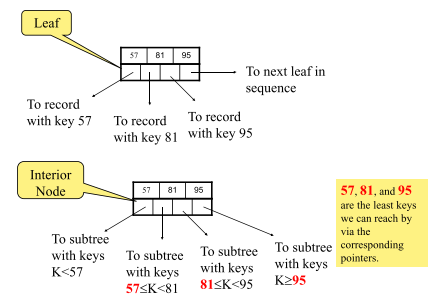 Leaf
57 81 95
To next leaf in
sequence
To record
with key 57
To record
with key 81
To record
with key 95
Interior
Node
57 81 95
To subtree
with keys
K<57
To subtree
with keys
57≤K<81
To subtree
with keys
81≤K<95
To subtree
with keys
K≥95
57, 81, and 95
are the least keys
we can reach by
via the
corresponding
pointers.